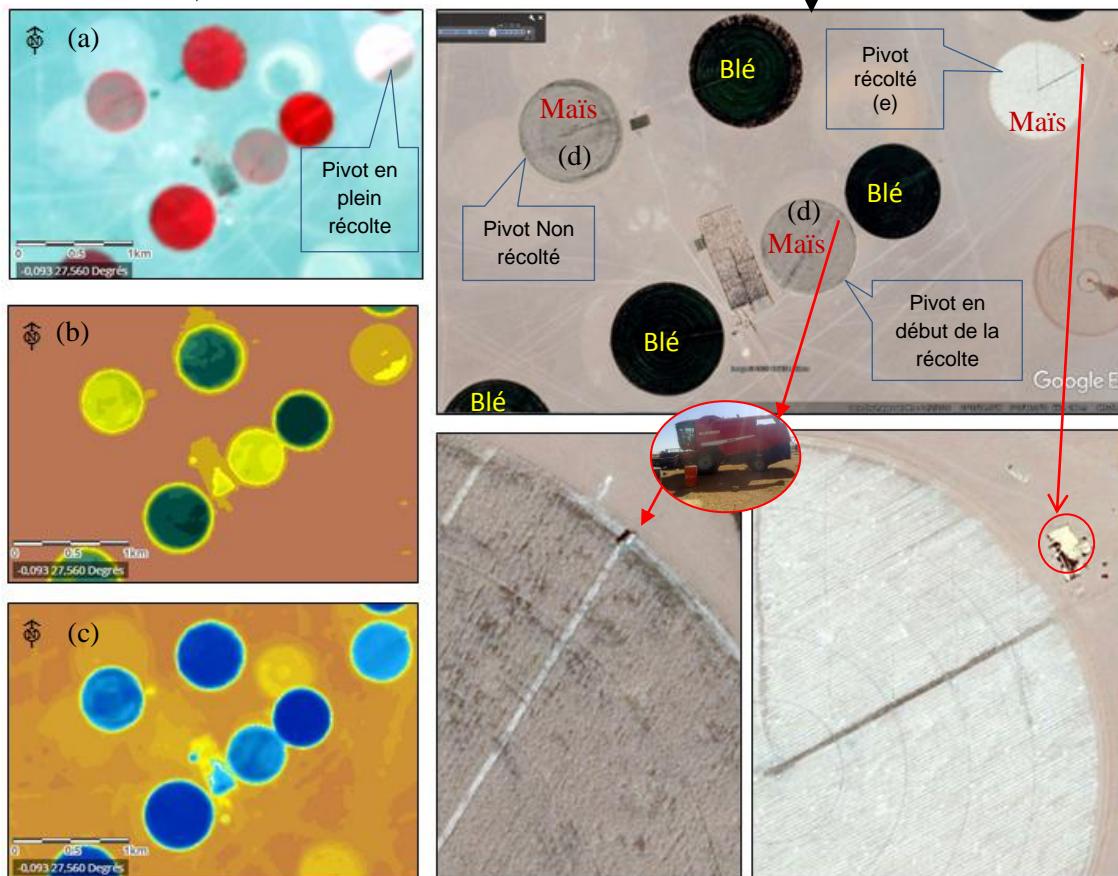 (a)
Pivot en
plein
récolte
0 0.5 1km
-0,093 27,560 Degrés
(b)
0 0.5 1km
-0,093 27,560 Degrés
(c)
0 0.5 1km
-0,093 27,560 Degrés
Blé
Pivot
récolté
(e)
Maïs
Maïs
(d)
Pivot Non
récolté
Blé
(d)
Maïs
Blé
Pivot en
début de la
récolte
Blé
Google E